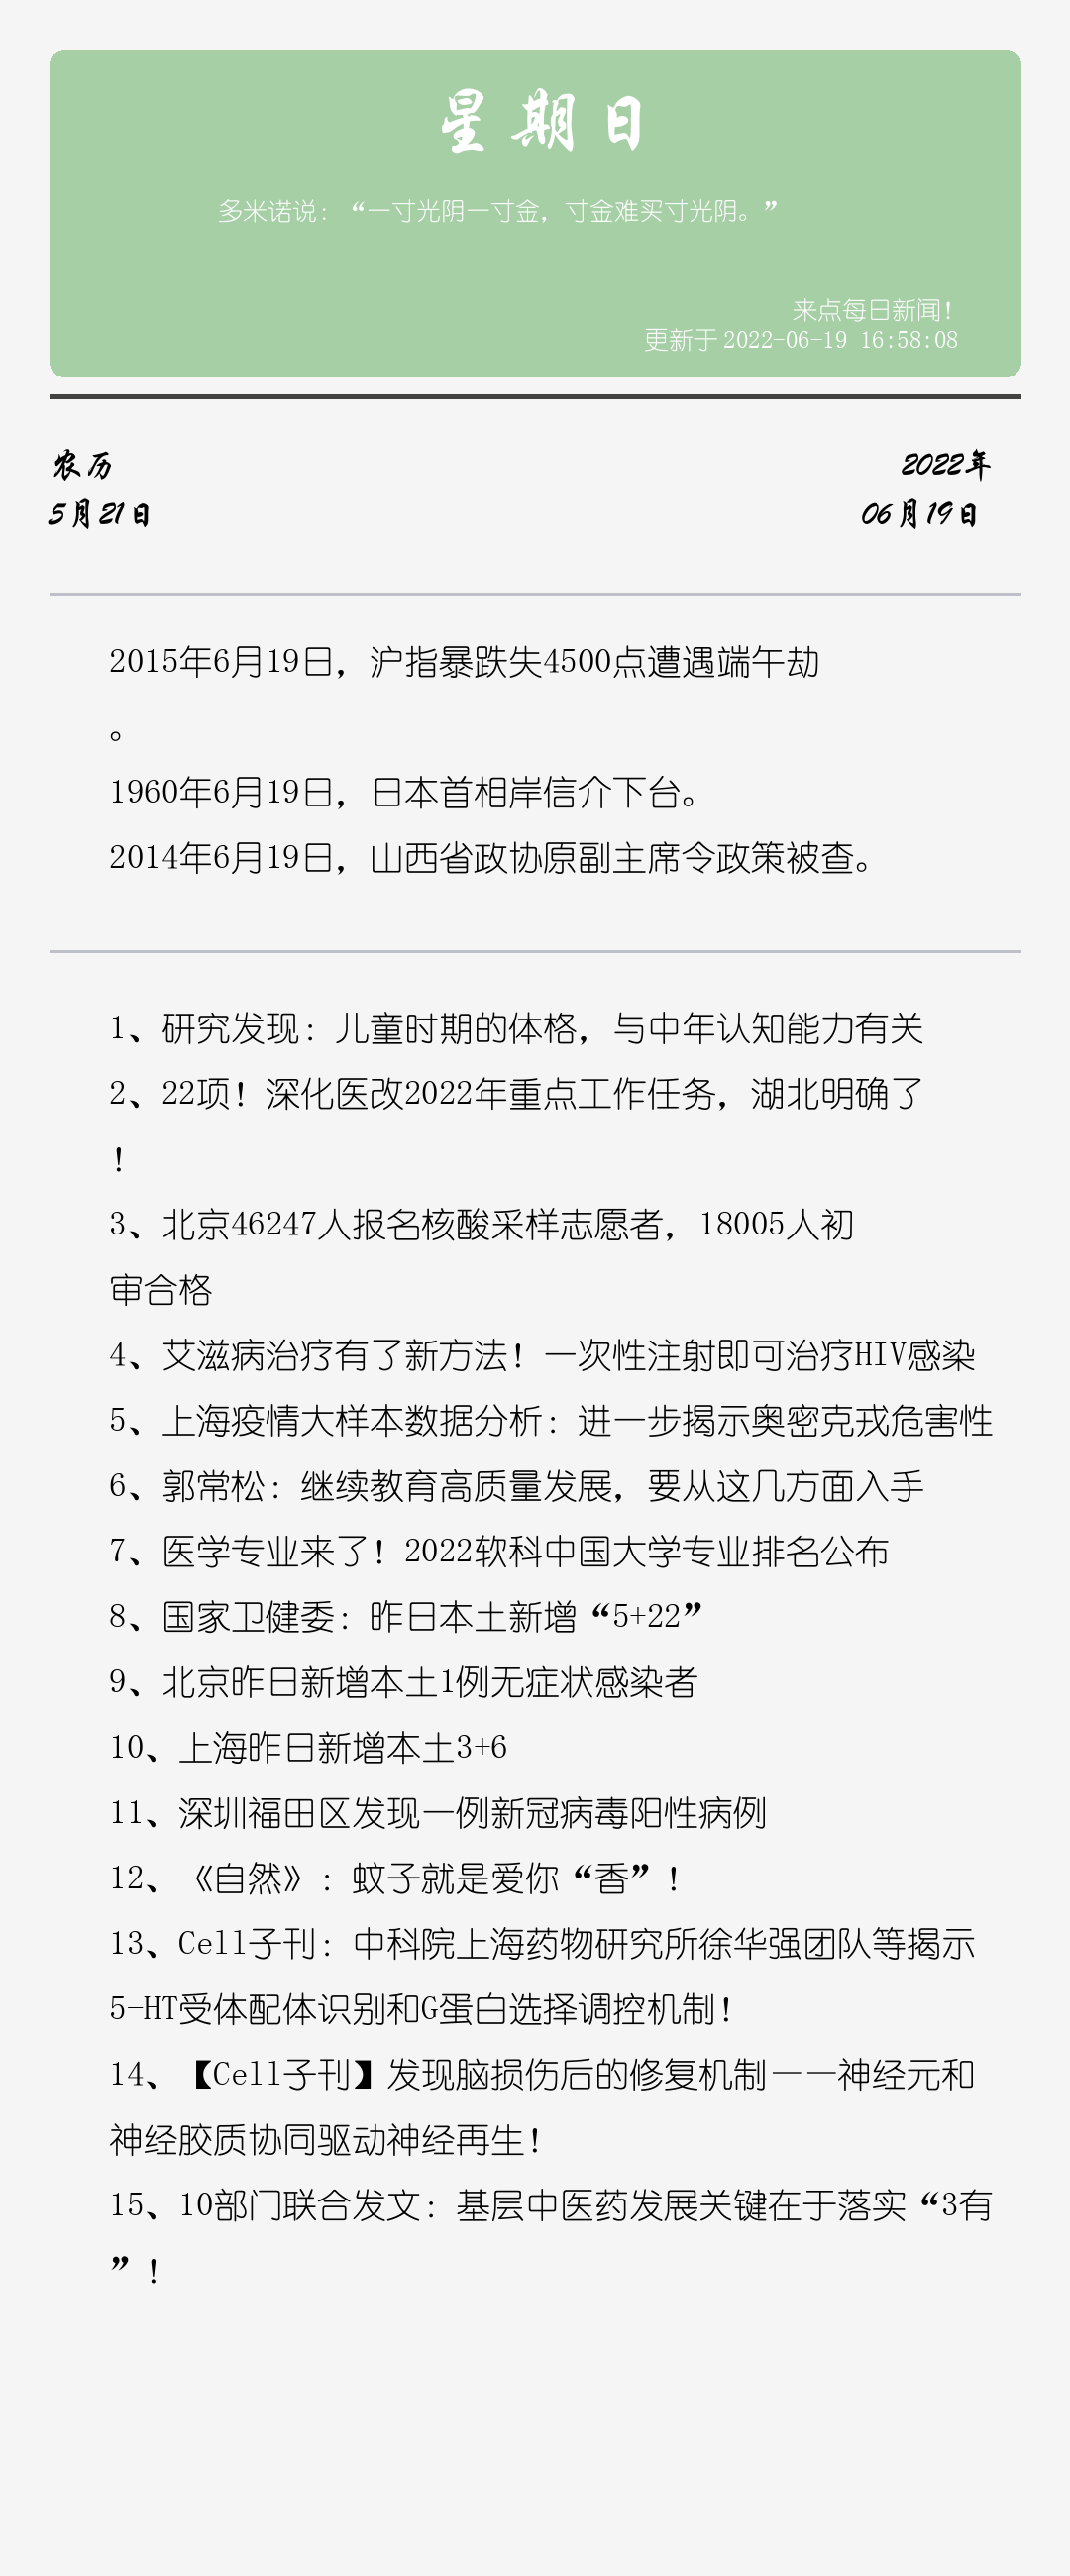 星期日
多米诺说：“一寸光阴一寸金，寸金难买寸光阴。”
来点每日新闻！
更新于 2022-06-19 16:58:08
农历
2022年
5月21日
06月19日
2015年6月19日，沪指暴跌失4500点遭遇端午劫
。
1960年6月19日，日本首相岸信介下台。
2014年6月19日，山西省政协原副主席令政策被查。
1、研究发现：儿童时期的体格，与中年认知能力有关
2、22项！深化医改2022年重点工作任务，湖北明确了
！
3、北京46247人报名核酸采样志愿者，18005人初
审合格
4、艾滋病治疗有了新方法！一次性注射即可治疗HIV感染
5、上海疫情大样本数据分析：进一步揭示奥密克戎危害性
6、郭常松：继续教育高质量发展，要从这几方面入手
7、医学专业来了！2022软科中国大学专业排名公布
8、国家卫健委：昨日本土新增“5+22”
9、北京昨日新增本土1例无症状感染者
10、上海昨日新增本土3+6
11、深圳福田区发现一例新冠病毒阳性病例
12、《自然》：蚊子就是爱你“香”！
13、Cell子刊：中科院上海药物研究所徐华强团队等揭示
5-HT受体配体识别和G蛋白选择调控机制！
14、【Cell子刊】发现脑损伤后的修复机制——神经元和
神经胶质协同驱动神经再生！
15、10部门联合发文：基层中医药发展关键在于落实“3有
”！